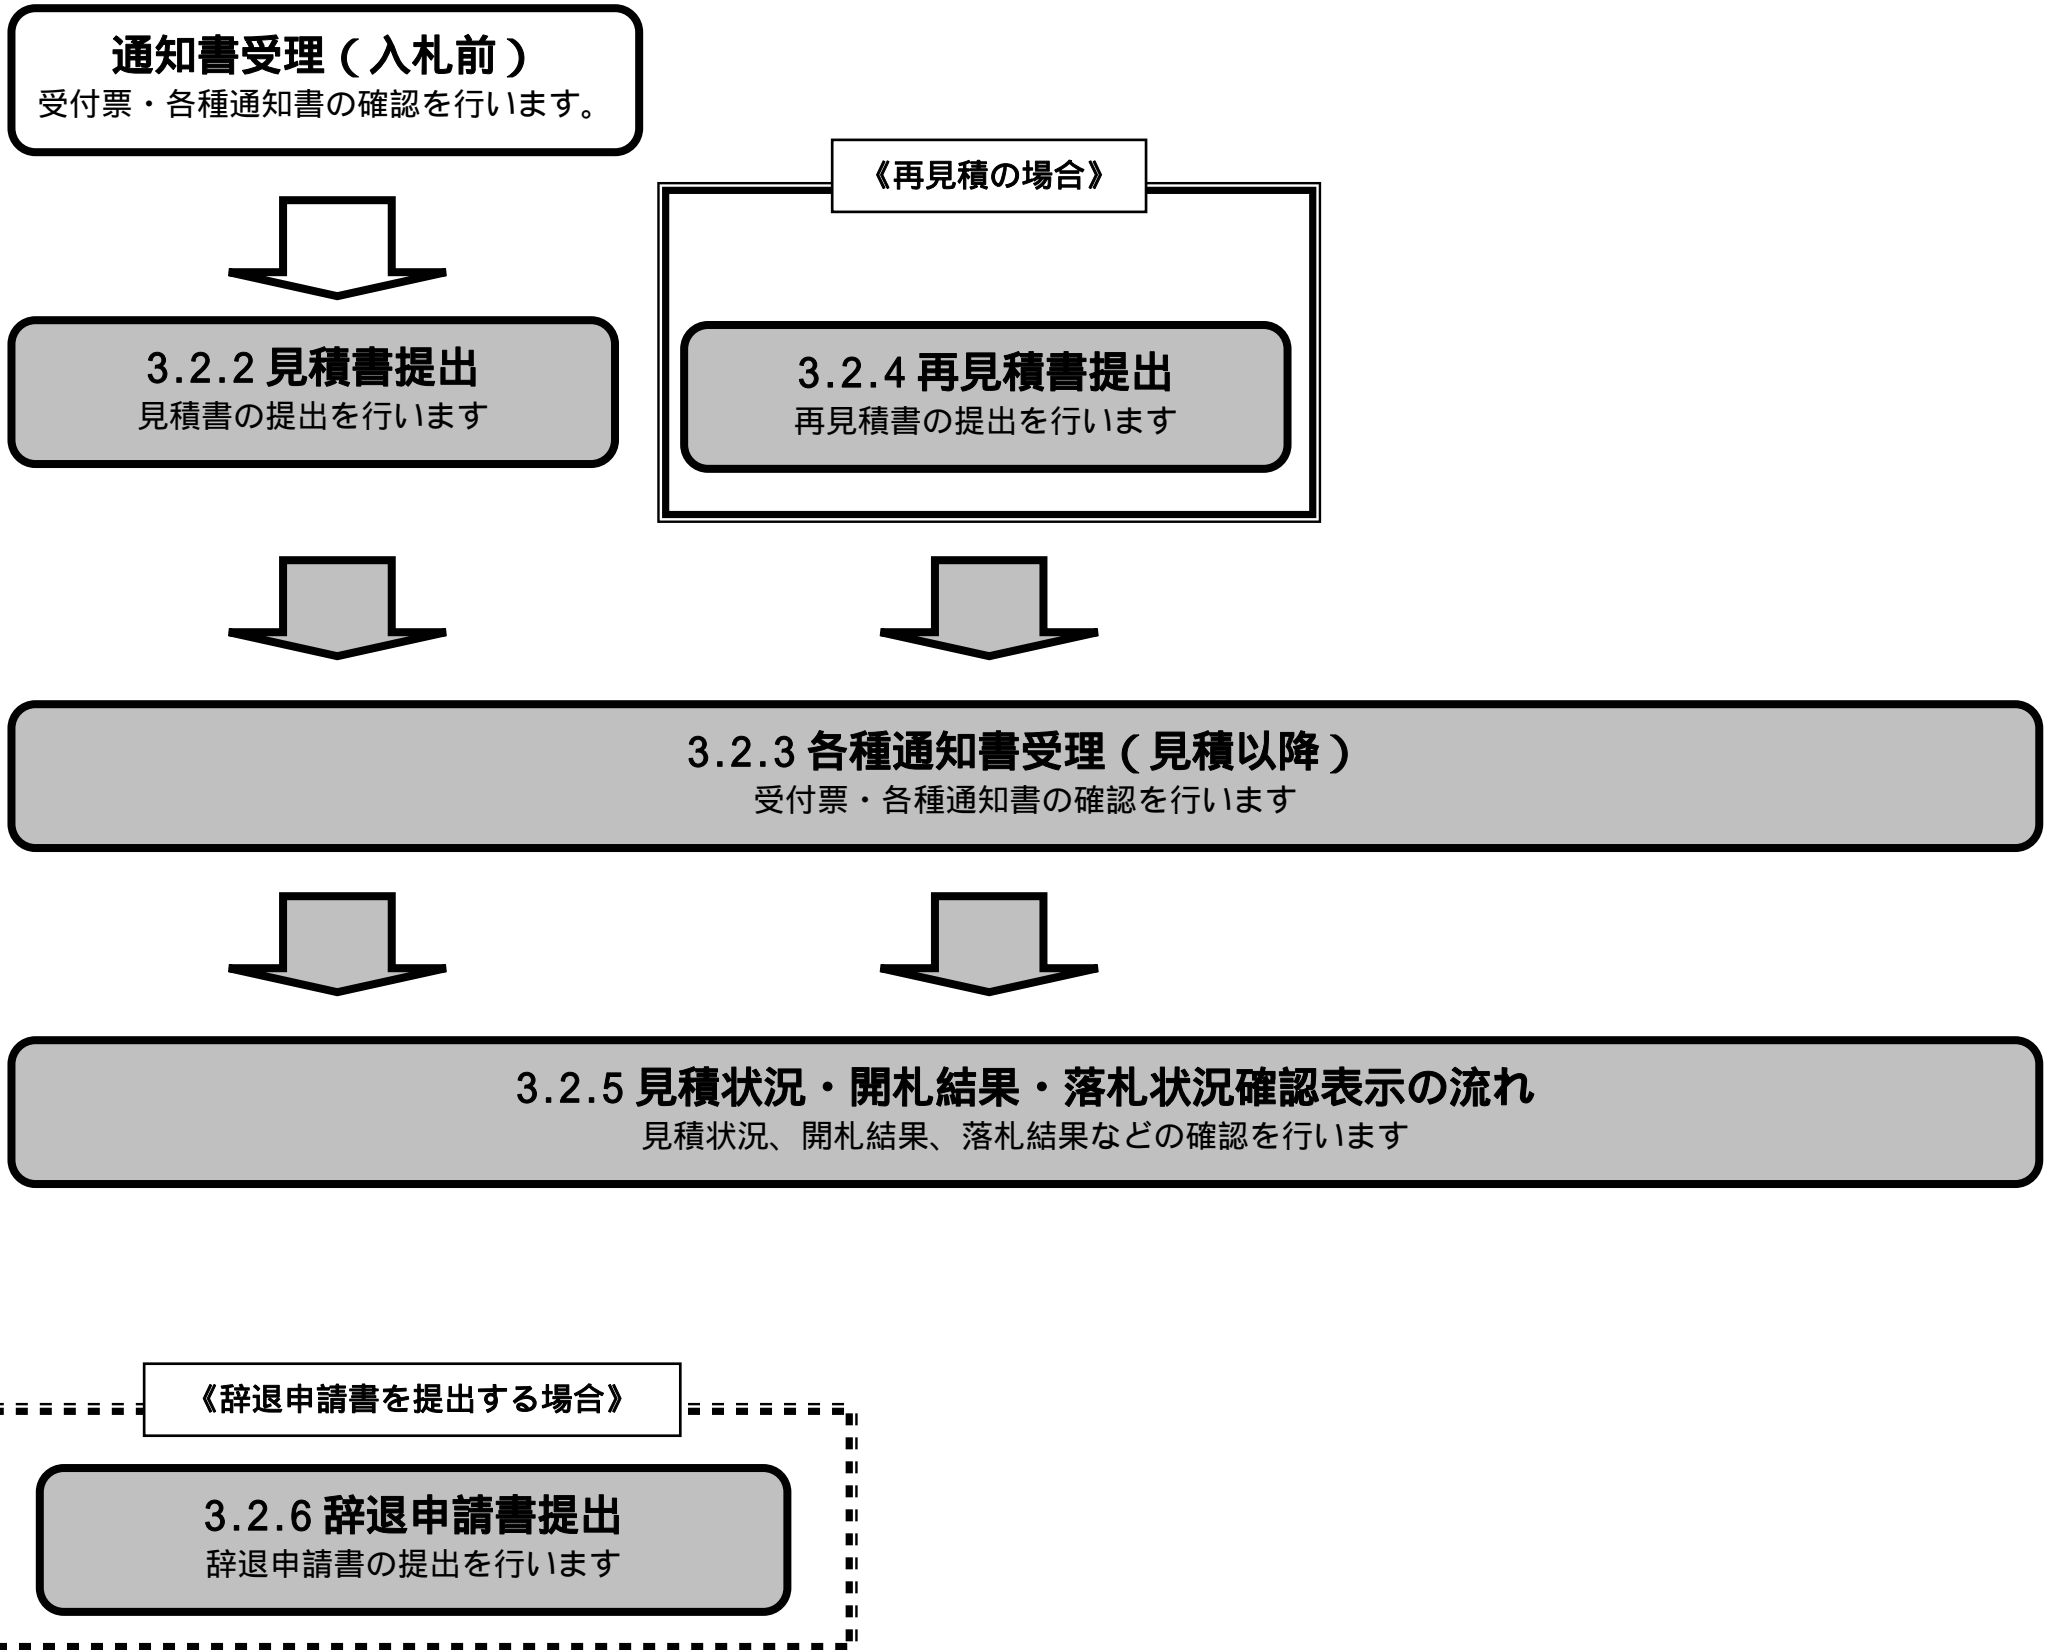 通知書受理(入札前)
受付票・各種通知書の確認を行います。
《再見積の場合》
3.2.2 見積書提出
見積書の提出を行います
3.2.4 再見積書提出
再見積書の提出を行います
3.2.3 各種通知書受理(見積以降)
受付票・各種通知書の確認を行います
3.2.5 見積状況・開札結果・落札状況確認表示の流れ
見積状況、開札結果、落札結果などの確認を行います
《辞退申請書を提出する場合》
3.2.6 辞退申請書提出
辞退申請書の提出を行います